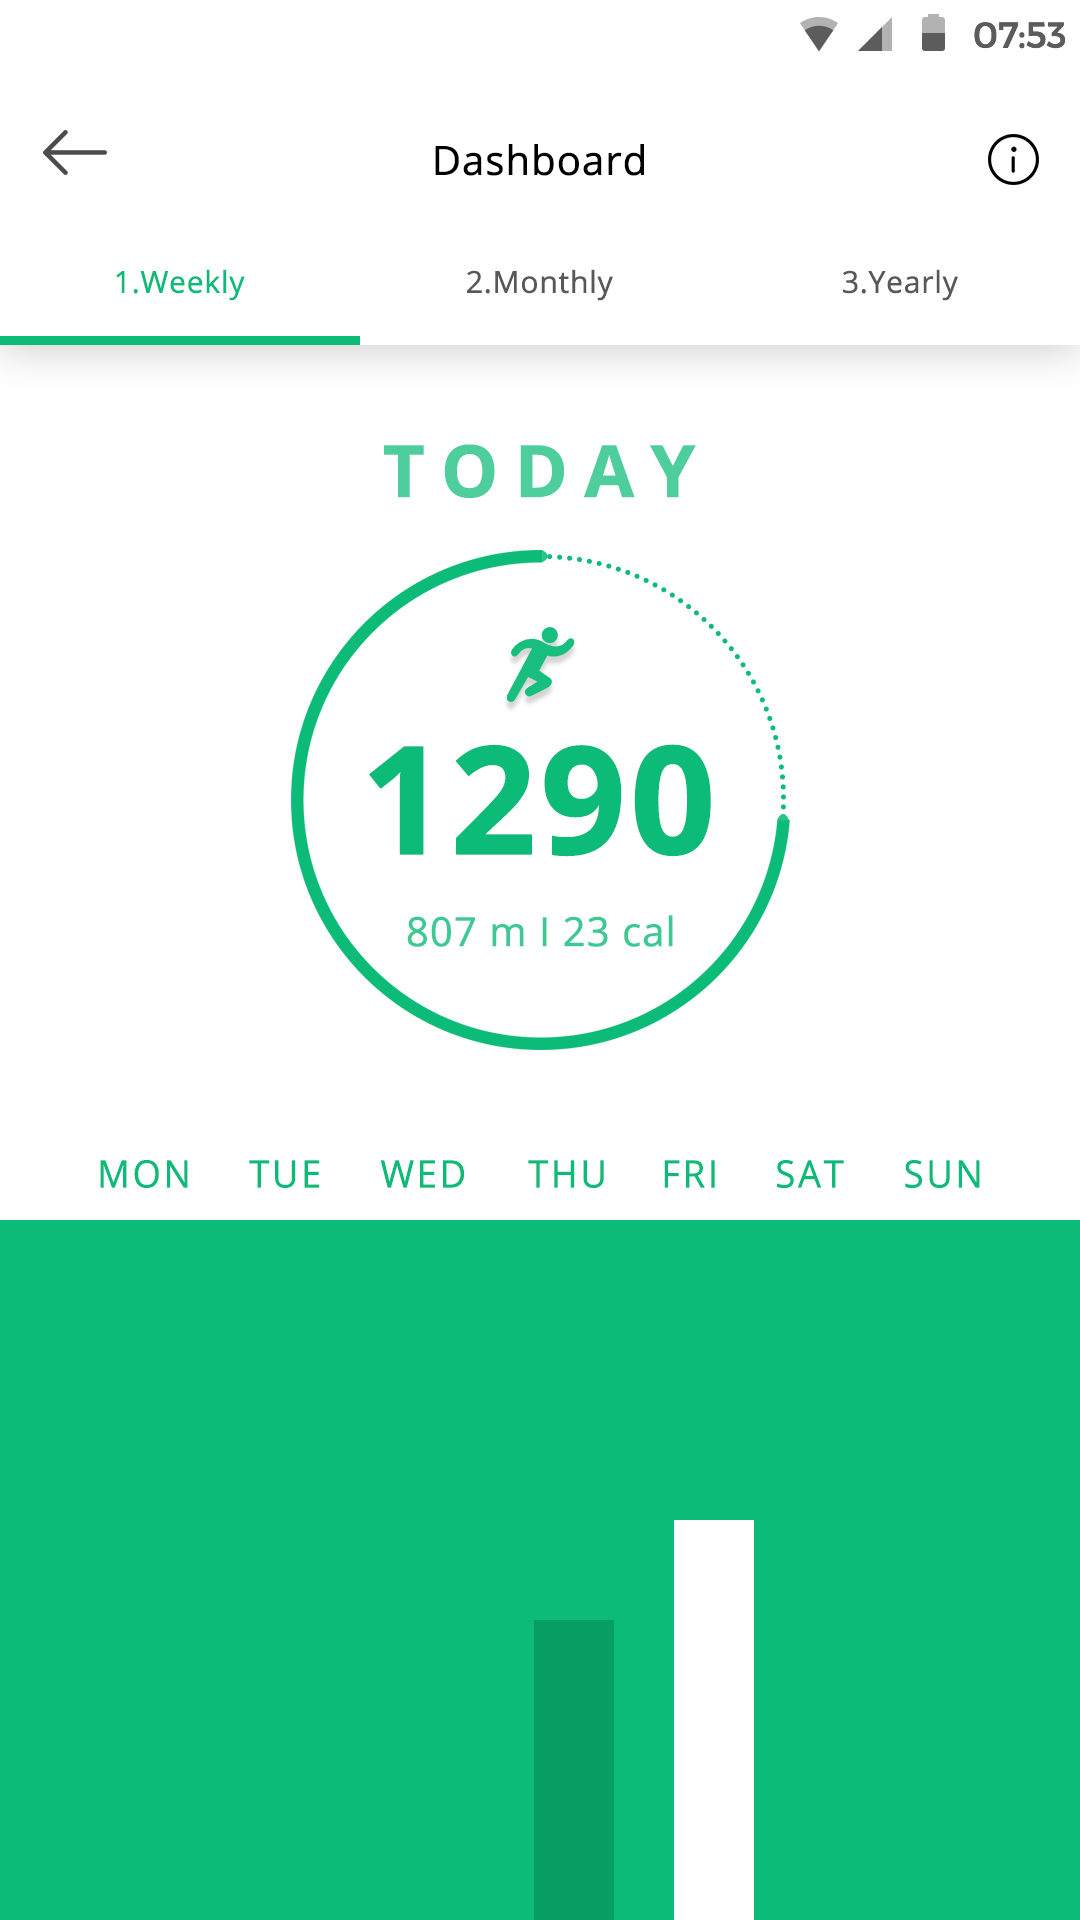 07:53
Dashboard
1.Weekly 2.Monthly 3.Yearly
TODAY
1290
807 m I 23 cal
MON TUE WED THU FRI SAT SUN